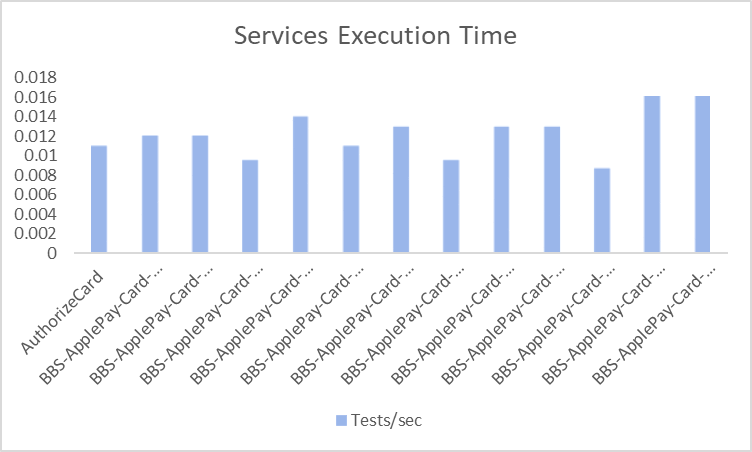 Services Execution Time
0.018
0.016
0.014
0.012
0.01
0.008
0.006
0.004
0.002
0
AuthorizeCard
BBS-ApplePay-Card-...
BBS-ApplePay-Card-...
BBS-ApplePay-Card-...
BBS-ApplePay-Card-...
BBS-ApplePay-Card-...
BBS-ApplePay-Card-...
BBS-ApplePay-Card-...
BBS-ApplePay-Card-...
BBS-ApplePay-Card-...
BBS-ApplePay-Card-...
BBS-ApplePay-Card-...
BBS-ApplePay-Card-...
Tests/sec